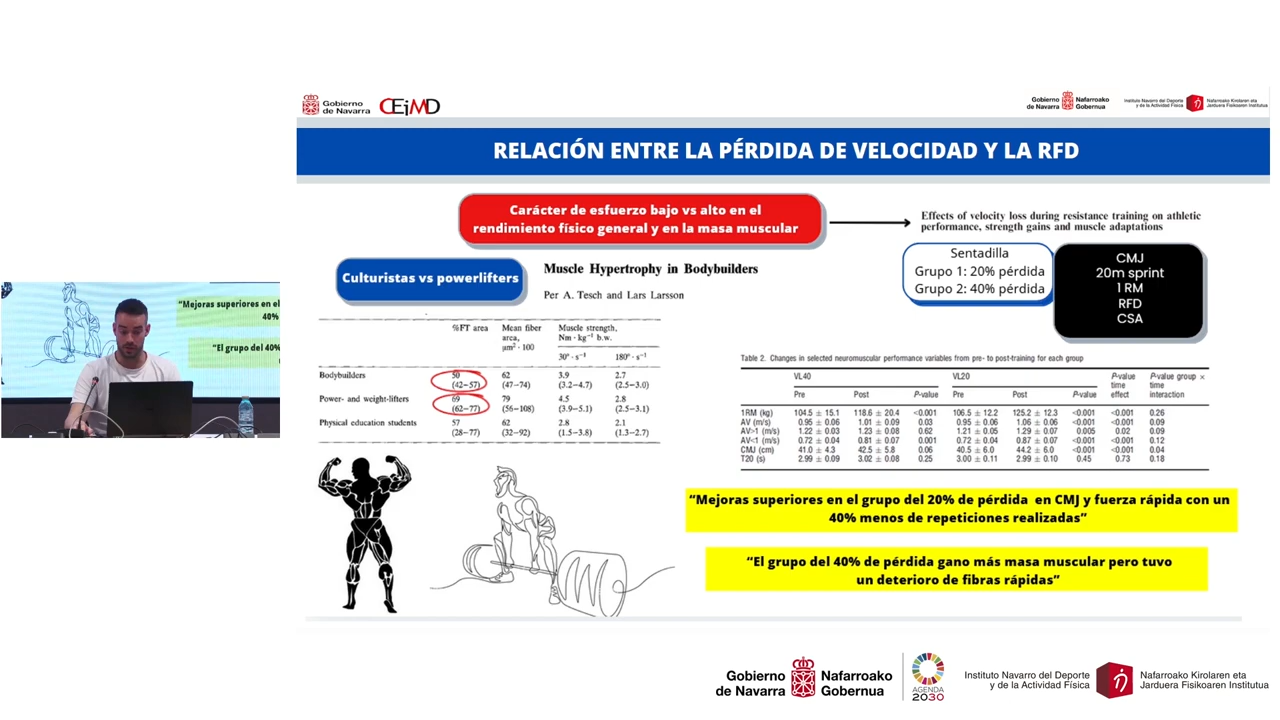 Gobierno
de Navarra
CEiMD
Gobierno
de Navarra
Nafarroako
Gobernua
Instituto Navarro del Deporte
y de la Actividad Física
Nafarroako Kirolaren eta
Jarduera Fisikoaren Institutua
RELACIÓN ENTRE LA PÉRDIDA DE VELOCIDAD Y LA RFD
Carácter de esfuerzo bajo vs alto en el
rendimiento físico general y en la masa muscular
Effects of velocity loss during resistance training on athletic
performance, strength gains and muscle adaptations
Culturistas vs powerlifters
Muscle Hypertrophy in Bodybuilders
Per A. Tesch and Lars Larsson
Sentadilla
Grupo 1: 20% pérdida
Grupo 2: 40% pérdida
CMJ
20m sprint
1 RM
RFD
CSA
%FT area Mean fiber area, μm² · 100 Muscle strength, Nm · kg⁻¹ b.w.
30° · s⁻¹ 180° · s⁻¹
Bodybuilders 50 62 3.9 2.7
(42–57) (47–74) (3.2–4.7) (2.5–3.0)
Power- and weight-lifters 69 79 4.5 2.8
(62–77) (56–108) (3.9–5.1) (2.5–3.1)
Physical education students 57 62 2.8 2.1
(28–77) (32–92) (1.5–3.8) (1.3–2.7)
Table 2. Changes in selected neuromuscular performance variables from pre- to post-training for each group
VL40 VL20 P-value time effect P-value group × time interaction
Pre Post P-value Pre Post P-value
1RM (kg) 104.5 ± 15.1 118.6 ± 20.4 <0.001 106.5 ± 12.2 125.2 ± 12.3 <0.001 <0.001 0.26
AV (m/s) 0.95 ± 0.06 1.01 ± 0.09 0.03 0.95 ± 0.06 1.06 ± 0.06 <0.001 <0.001 0.09
AV>1 (m/s) 1.22 ± 0.03 1.23 ± 0.08 0.62 1.21 ± 0.05 1.29 ± 0.07 0.005 0.02 0.09
AV<1 (m/s) 0.72 ± 0.04 0.81 ± 0.07 0.001 0.72 ± 0.04 0.87 ± 0.07 <0.001 <0.001 0.12
CMJ (cm) 41.0 ± 4.3 42.5 ± 5.8 0.06 40.5 ± 6.0 44.2 ± 6.0 <0.001 <0.001 0.04
T20 (s) 2.99 ± 0.09 3.02 ± 0.08 0.25 3.00 ± 0.11 2.99 ± 0.10 0.45 0.73 0.18
“Mejoras superiores en el grupo del 20% de pérdida en CMJ y fuerza rápida con un
40% menos de repeticiones realizadas”
“El grupo del 40% de pérdida gano más masa muscular pero tuvo
un deterioro de fibras rápidas”
“Mejoras superiores en el
40%
“El grupo del 40%
Gobierno
de Navarra
Nafarroako
Gobernua
AGENDA
2030
Instituto Navarro del Deporte
y de la Actividad Física
Nafarroako Kirolaren eta
Jarduera Fisikoaren Institutua